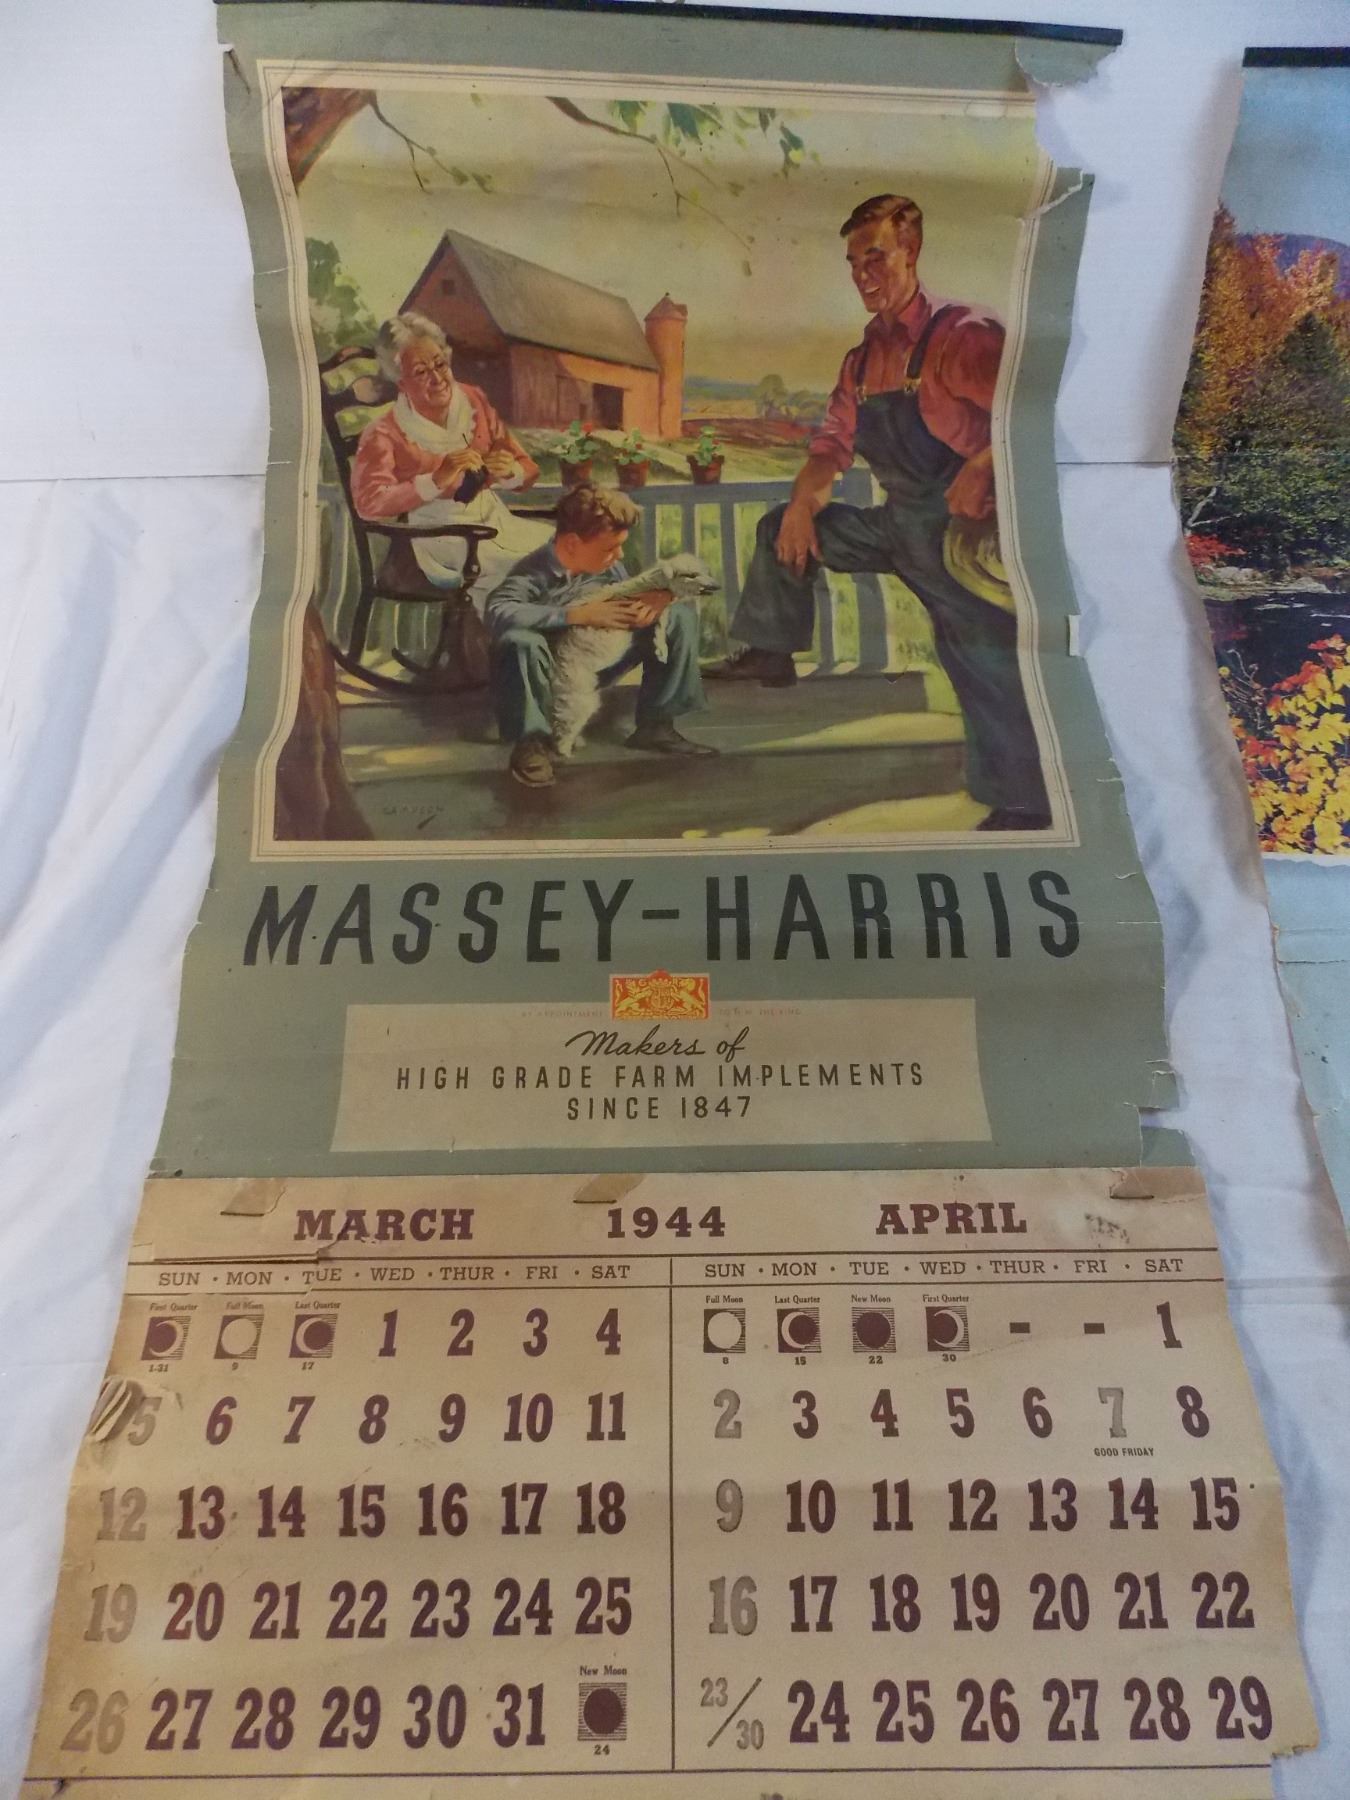 MASSEY-HARRIS
BY APPOINTMENT TO H.M. THE KING
Makers of
HIGH GRADE FARM IMPLEMENTS
SINCE 1847
MARCH 1944 APRIL
SUN · MON · TUE · WED · THUR · FRI · SAT
First Quarter Full Moon Last Quarter
1 2 3 4
1-31 9 17
5 6 7 8 9 10 11
12 13 14 15 16 17 18
19 20 21 22 23 24 25
New Moon
26 27 28 29 30 31
24
SUN · MON · TUE · WED · THUR · FRI · SAT
Full Moon Last Quarter New Moon First Quarter
- - 1
8 15 22 30
2 3 4 5 6 7 8
GOOD FRIDAY
9 10 11 12 13 14 15
16 17 18 19 20 21 22
23/30 24 25 26 27 28 29